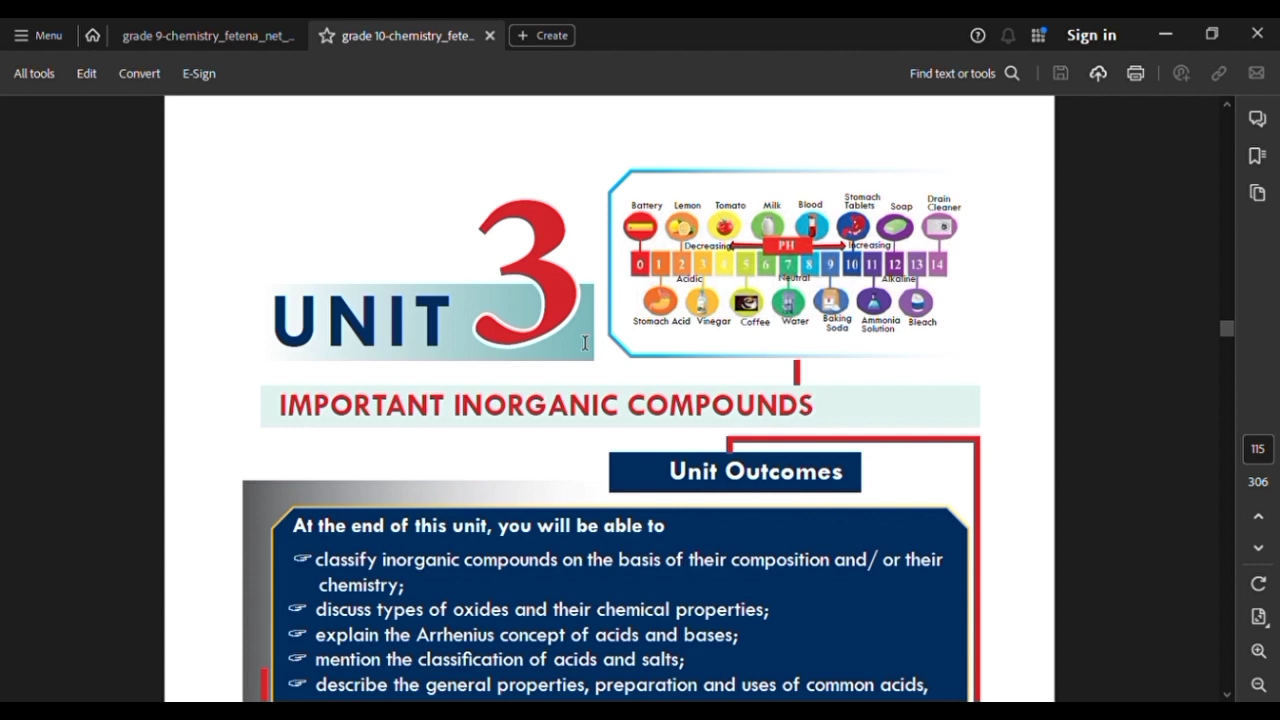 Menu
grade 9-chemistry_fetena_net_...
grade 10-chemistry_fete...
Create
Sign in
All tools
Edit
Convert
E-Sign
Find text or tools
Battery Lemon Tomato Milk Blood Stomach Tablets Soap Drain Cleaner
Decreasing PH Increasing
0 1 2 3 4 5 6 7 8 9 10 11 12 13 14
Acidic Neutral Alkaline
Stomach Acid Vinegar Coffee Water Baking Soda Ammonia Solution Bleach
UNIT 3
IMPORTANT INORGANIC COMPOUNDS
Unit Outcomes
At the end of this unit, you will be able to
classify inorganic compounds on the basis of their composition and/ or their
chemistry;
discuss types of oxides and their chemical properties;
explain the Arrhenius concept of acids and bases;
mention the classification of acids and salts;
describe the general properties, preparation and uses of common acids,
115
306